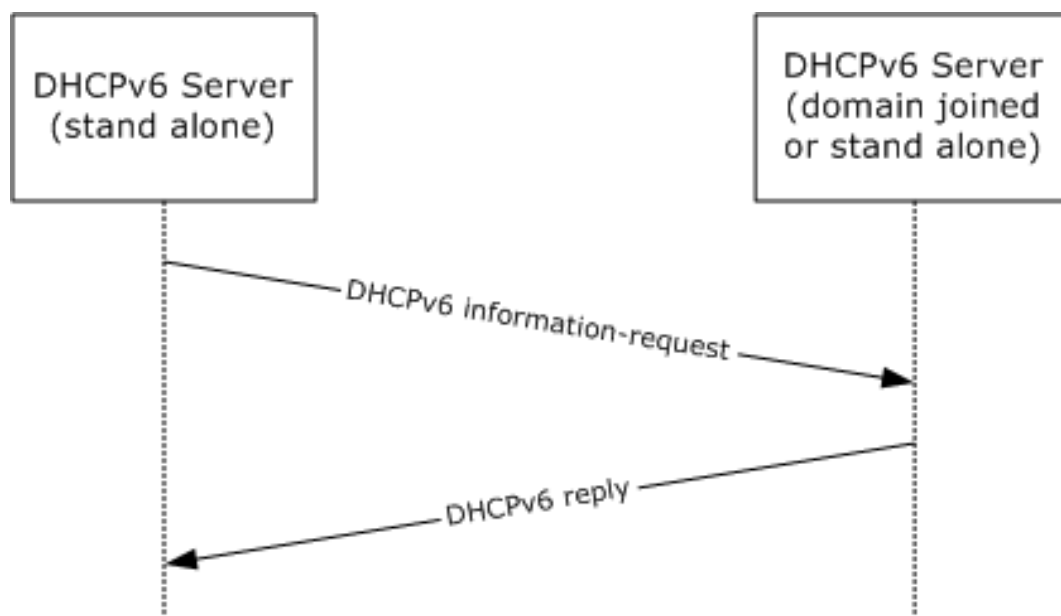 DHCPv6 Server
(stand alone)
DHCPv6 Server
(domain joined
or stand alone)
DHCPv6 information-request
DHCPv6 reply